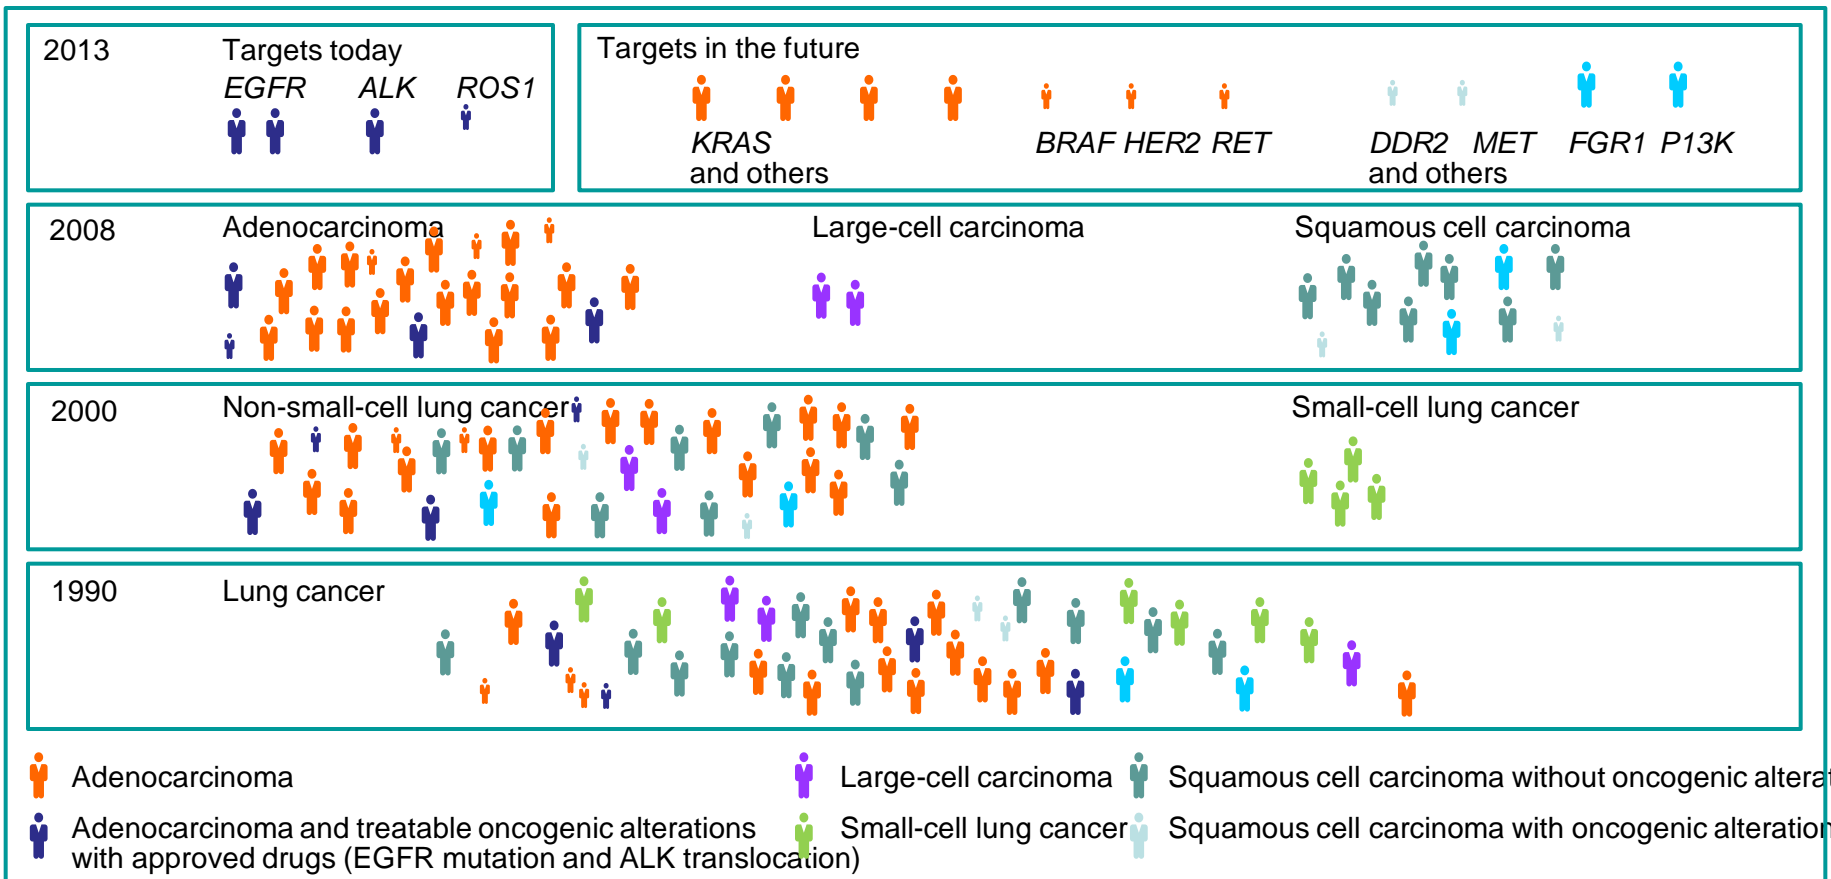 2013
Targets today
EGFR ALK ROS1
Targets in the future
KRAS
and others
BRAF HER2 RET
DDR2 MET FGR1 P13K
and others
2008
Adenocarcinoma
Large-cell carcinoma
Squamous cell carcinoma
2000
Non-small-cell lung cancer
Small-cell lung cancer
1990
Lung cancer
Adenocarcinoma
Adenocarcinoma and treatable oncogenic alterations
with approved drugs (EGFR mutation and ALK translocation)
Large-cell carcinoma
Small-cell lung cancer
Squamous cell carcinoma without oncogenic alterat
Squamous cell carcinoma with oncogenic alteration